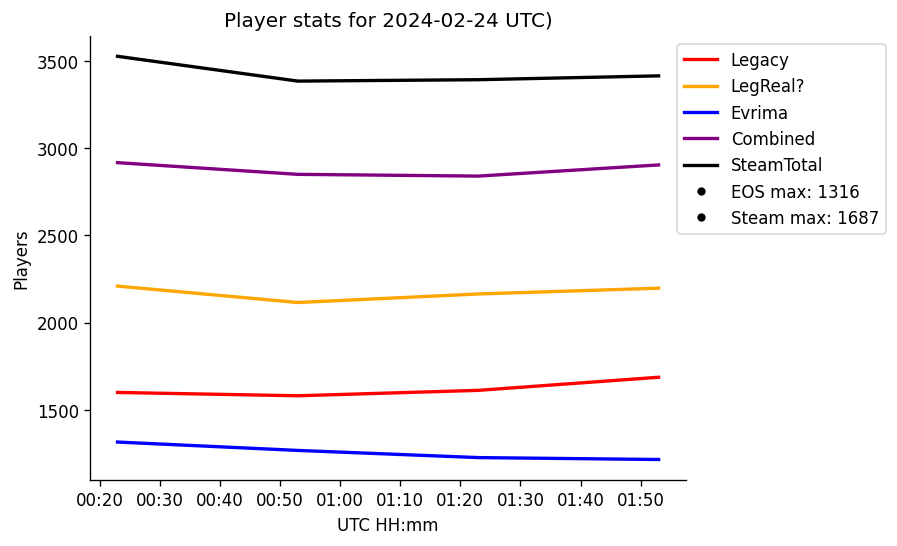 Player stats for 2024-02-24 UTC)
3500
3000
2500
2000
1500
Players
00:20 00:30 00:40 00:50 01:00 01:10 01:20 01:30 01:40 01:50
UTC HH:mm
Legacy
LegReal?
Evrima
Combined
SteamTotal
EOS max: 1316
Steam max: 1687